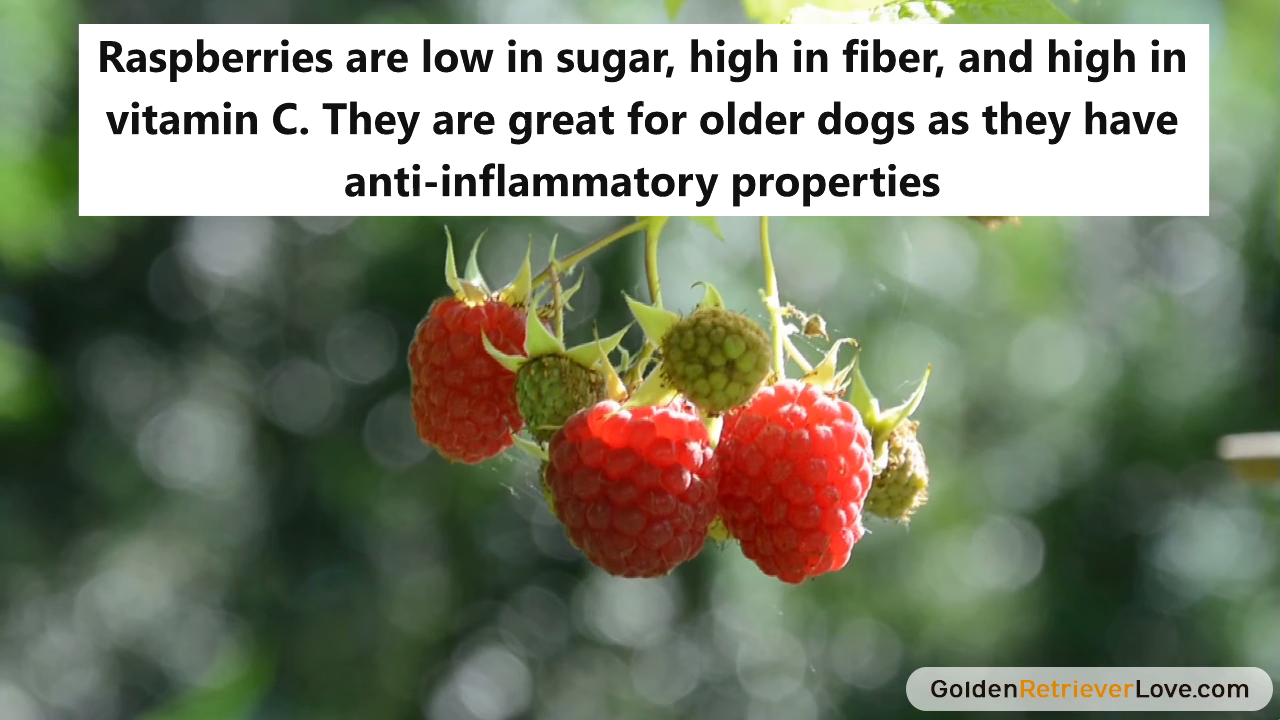 Raspberries are low in sugar, high in fiber, and high in
vitamin C. They are great for older dogs as they have
anti-inflammatory properties
GoldenRetrieverLove.com